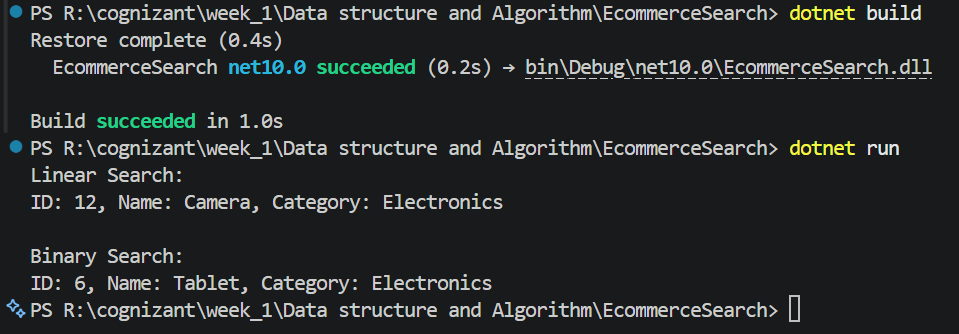 PS R:\cognizant\week_1\Data structure and Algorithm\EcommerceSearch> dotnet build
Restore complete (0.4s)
  EcommerceSearch net10.0 succeeded (0.2s) → bin\Debug\net10.0\EcommerceSearch.dll

Build succeeded in 1.0s
PS R:\cognizant\week_1\Data structure and Algorithm\EcommerceSearch> dotnet run
Linear Search:
ID: 12, Name: Camera, Category: Electronics

Binary Search:
ID: 6, Name: Tablet, Category: Electronics
PS R:\cognizant\week_1\Data structure and Algorithm\EcommerceSearch>